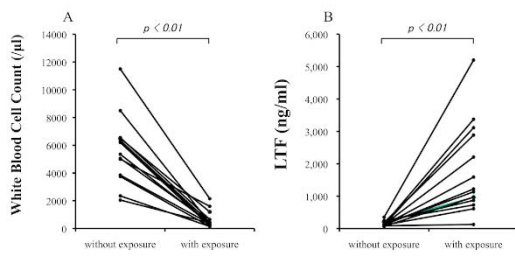 A
p < 0.01
White Blood Cell Count (/μl)
14000
12000
10000
8000
6000
4000
2000
0
without exposure with exposure
B
p < 0.01
LTF (ng/ml)
6,000
5,000
4,000
3,000
2,000
1,000
0
without exposure with exposure